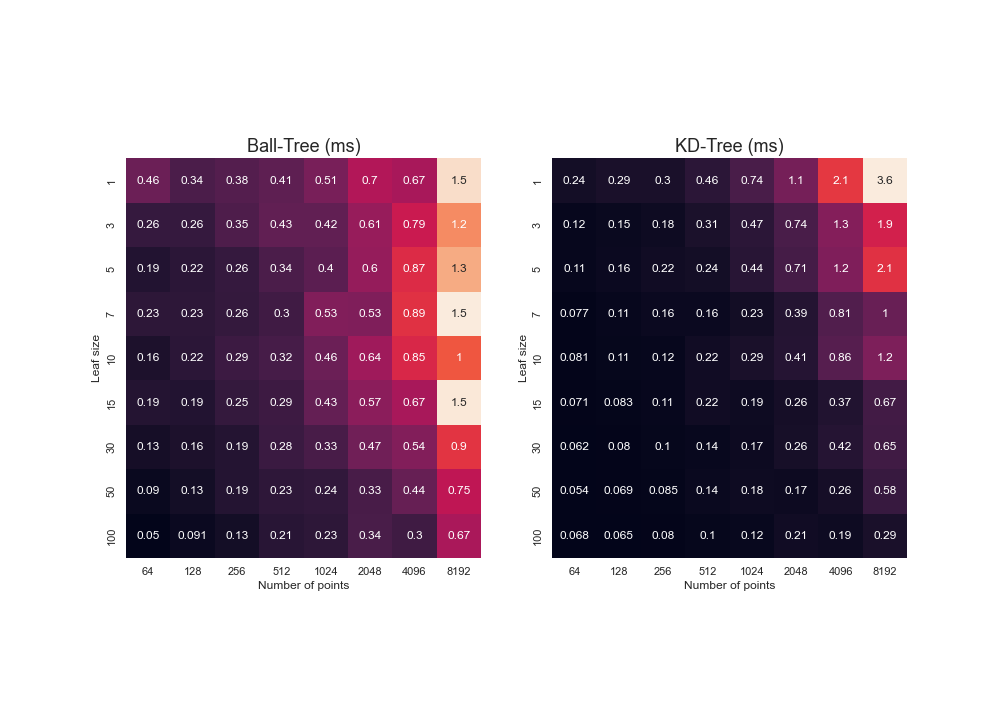 Ball-Tree (ms)
1 0.46 0.34 0.38 0.41 0.51 0.7 0.67 1.5
3 0.26 0.26 0.35 0.43 0.42 0.61 0.79 1.2
5 0.19 0.22 0.26 0.34 0.4 0.6 0.87 1.3
7 0.23 0.23 0.26 0.3 0.53 0.53 0.89 1.5
10 0.16 0.22 0.29 0.32 0.46 0.64 0.85 1
15 0.19 0.19 0.25 0.29 0.43 0.57 0.67 1.5
30 0.13 0.16 0.19 0.28 0.33 0.47 0.54 0.9
50 0.09 0.13 0.19 0.23 0.24 0.33 0.44 0.75
100 0.05 0.091 0.13 0.21 0.23 0.34 0.3 0.67
Leaf size
64 128 256 512 1024 2048 4096 8192
Number of points
KD-Tree (ms)
1 0.24 0.29 0.3 0.46 0.74 1.1 2.1 3.6
3 0.12 0.15 0.18 0.31 0.47 0.74 1.3 1.9
5 0.11 0.16 0.22 0.24 0.44 0.71 1.2 2.1
7 0.077 0.11 0.16 0.16 0.23 0.39 0.81 1
10 0.081 0.11 0.12 0.22 0.29 0.41 0.86 1.2
15 0.071 0.083 0.11 0.22 0.19 0.26 0.37 0.67
30 0.062 0.08 0.1 0.14 0.17 0.26 0.42 0.65
50 0.054 0.069 0.085 0.14 0.18 0.17 0.26 0.58
100 0.068 0.065 0.08 0.1 0.12 0.21 0.19 0.29
Leaf size
64 128 256 512 1024 2048 4096 8192
Number of points